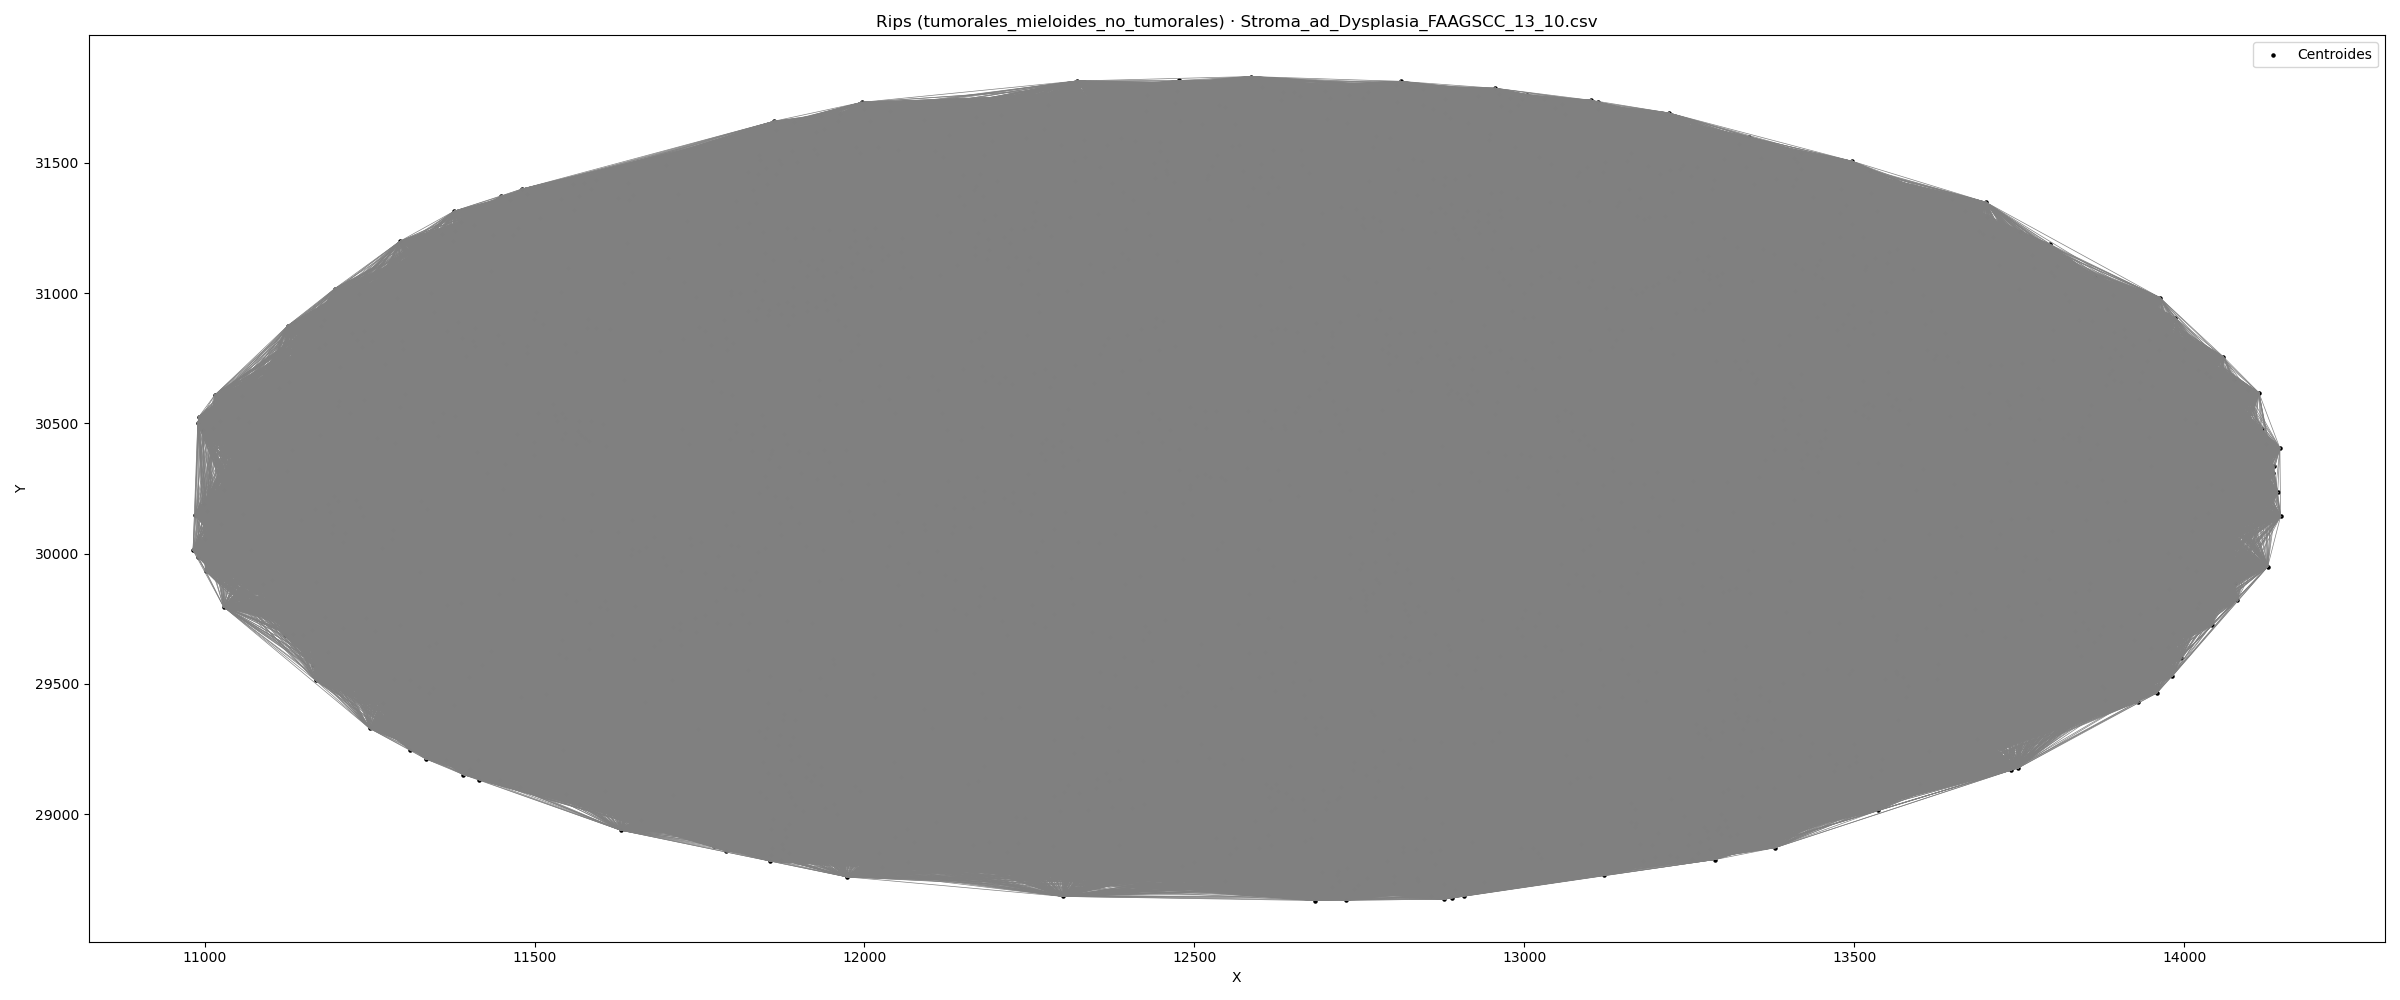 Rips (tumorales_mieloides_no_tumorales) · Stroma_ad_Dysplasia_FAAGSCC_13_10.csv
Centroides
31500
31000
30500
30000
29500
29000
Y
11000 11500 12000 12500 13000 13500 14000
X